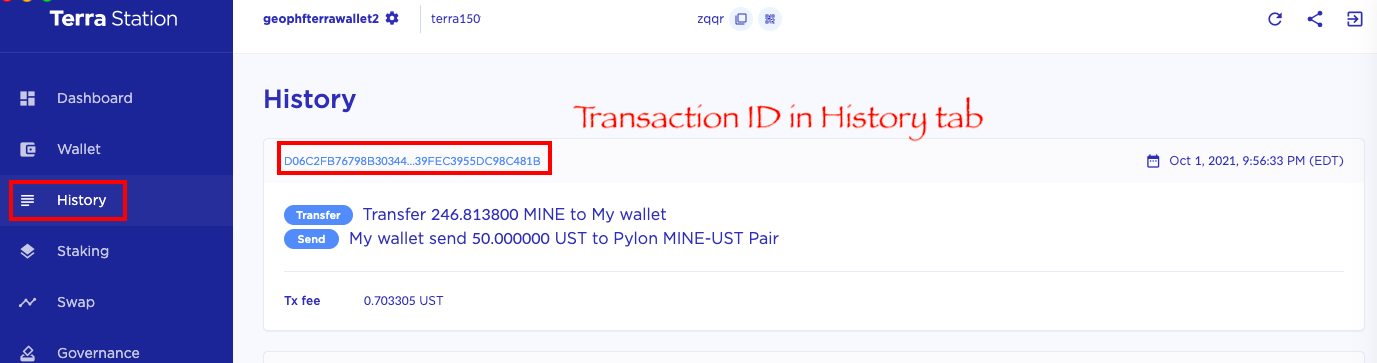 Terra Station
geophfterrawallet2
terra150
zqqr
Dashboard
Wallet
History
Staking
Swap
Governance
History
Transaction ID in History tab
D06C2FB76798B30344...39FEC3955DC98C481B
Oct 1, 2021, 9:56:33 PM (EDT)
Transfer Transfer 246.813800 MINE to My wallet
Send My wallet send 50.000000 UST to Pylon MINE-UST Pair
Tx fee 0.703305 UST